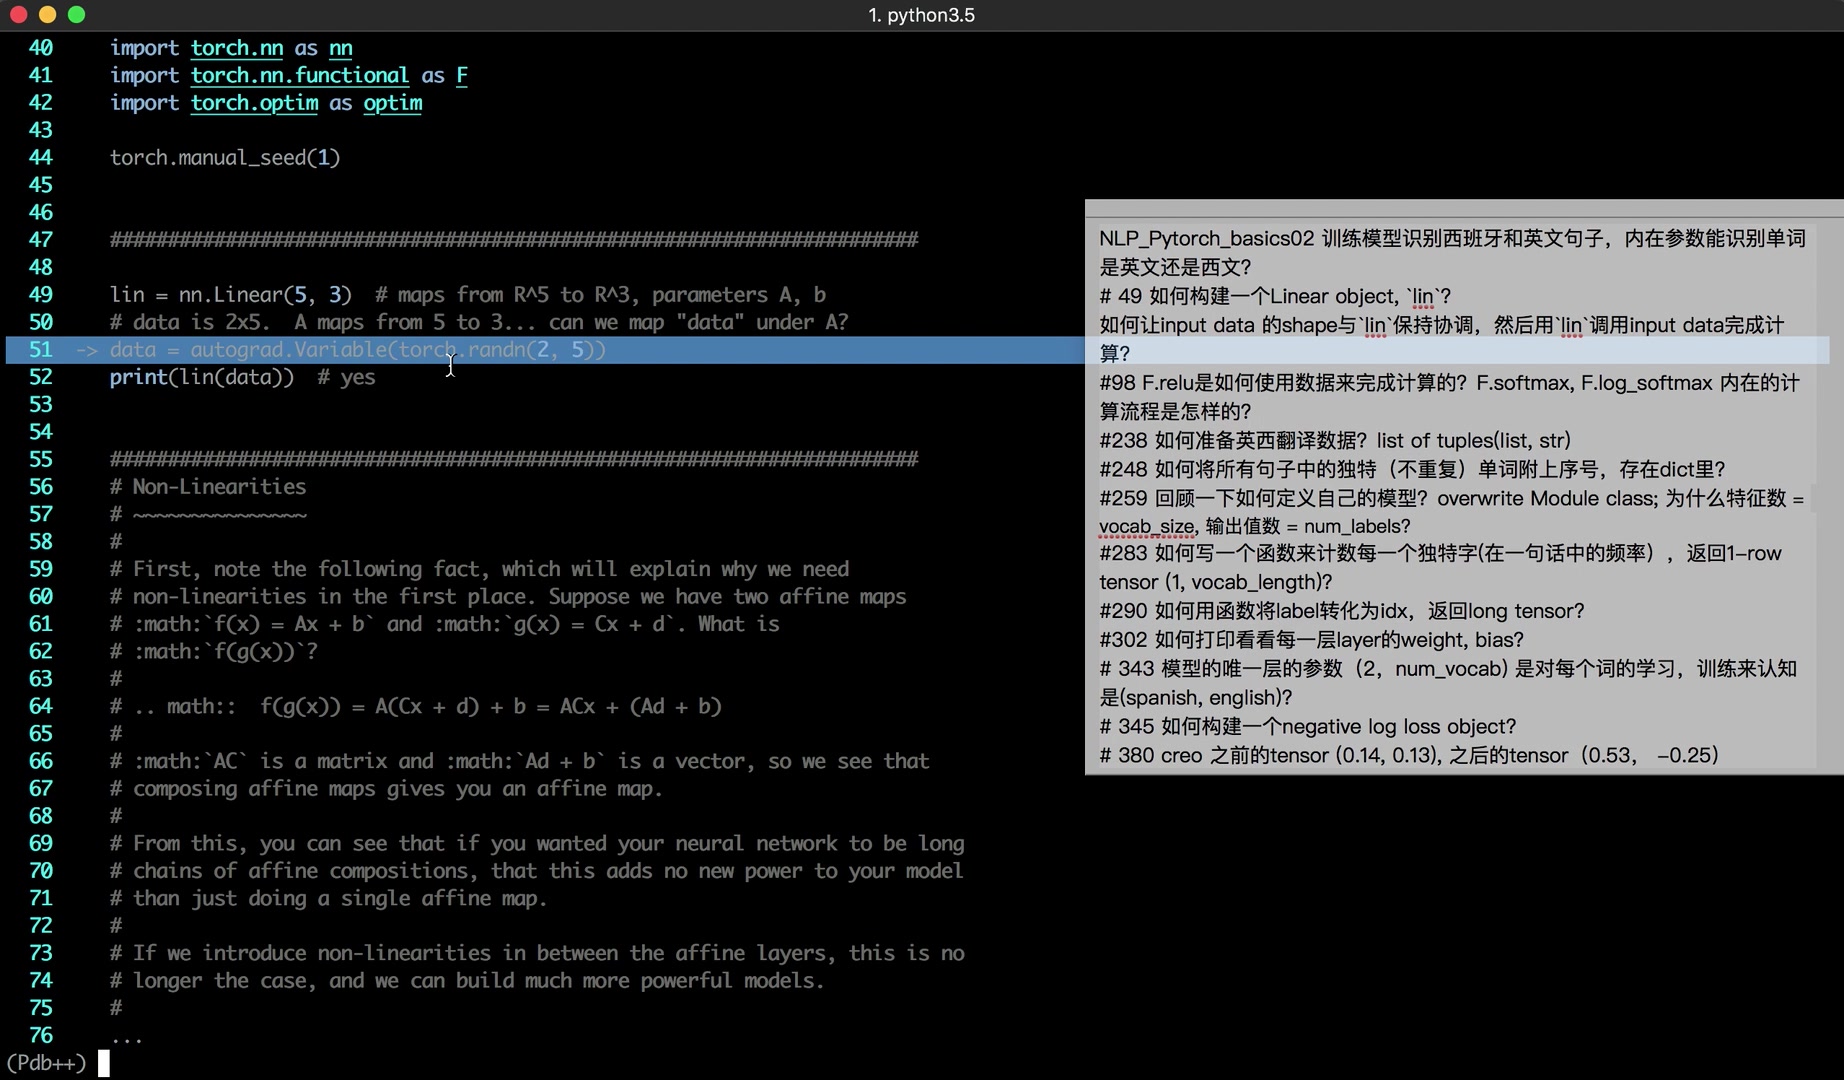 1. python3.5
40 import torch.nn as nn
41 import torch.nn.functional as F
42 import torch.optim as optim
43
44 torch.manual_seed(1)
45
46
47 ######################################################################
48
49 lin = nn.Linear(5, 3)  # maps from R^5 to R^3, parameters A, b
50 # data is 2x5.  A maps from 5 to 3... can we map "data" under A?
51 -> data = autograd.Variable(torch.randn(2, 5))
52 print(lin(data))  # yes
53
54
55 ######################################################################
56 # Non-Linearities
57 # ~~~~~~~~~~~~~~~
58 #
59 # First, note the following fact, which will explain why we need
60 # non-linearities in the first place. Suppose we have two affine maps
61 # :math:`f(x) = Ax + b` and :math:`g(x) = Cx + d`. What is
62 # :math:`f(g(x))`?
63 #
64 # .. math::  f(g(x)) = A(Cx + d) + b = ACx + (Ad + b)
65 #
66 # :math:`AC` is a matrix and :math:`Ad + b` is a vector, so we see that
67 # composing affine maps gives you an affine map.
68 #
69 # From this, you can see that if you wanted your neural network to be long
70 # chains of affine compositions, that this adds no new power to your model
71 # than just doing a single affine map.
72 #
73 # If we introduce non-linearities in between the affine layers, this is no
74 # longer the case, and we can build much more powerful models.
75 #
76 ...
(Pdb++)
NLP_Pytorch_basics02 训练模型识别西班牙和英文句子，内在参数能识别单词
是英文还是西文？
# 49 如何构建一个Linear object, `lin`?
如何让input data 的shape与`lin`保持协调，然后用`lin`调用input data完成计
算？
#98 F.relu是如何使用数据来完成计算的？F.softmax, F.log_softmax 内在的计
算流程是怎样的？
#238 如何准备英西翻译数据？list of tuples(list, str)
#248 如何将所有句子中的独特（不重复）单词附上序号，存在dict里？
#259 回顾一下如何定义自己的模型？overwrite Module class; 为什么特征数 =
vocab_size, 输出值数 = num_labels?
#283 如何写一个函数来计数每一个独特字(在一句话中的频率），返回1-row
tensor (1, vocab_length)?
#290 如何用函数将label转化为idx，返回long tensor?
#302 如何打印看看每一层layer的weight, bias?
# 343 模型的唯一层的参数（2，num_vocab) 是对每个词的学习，训练来认知
是(spanish, english)?
# 345 如何构建一个negative log loss object?
# 380 creo 之前的tensor (0.14, 0.13), 之后的tensor（0.53， -0.25）